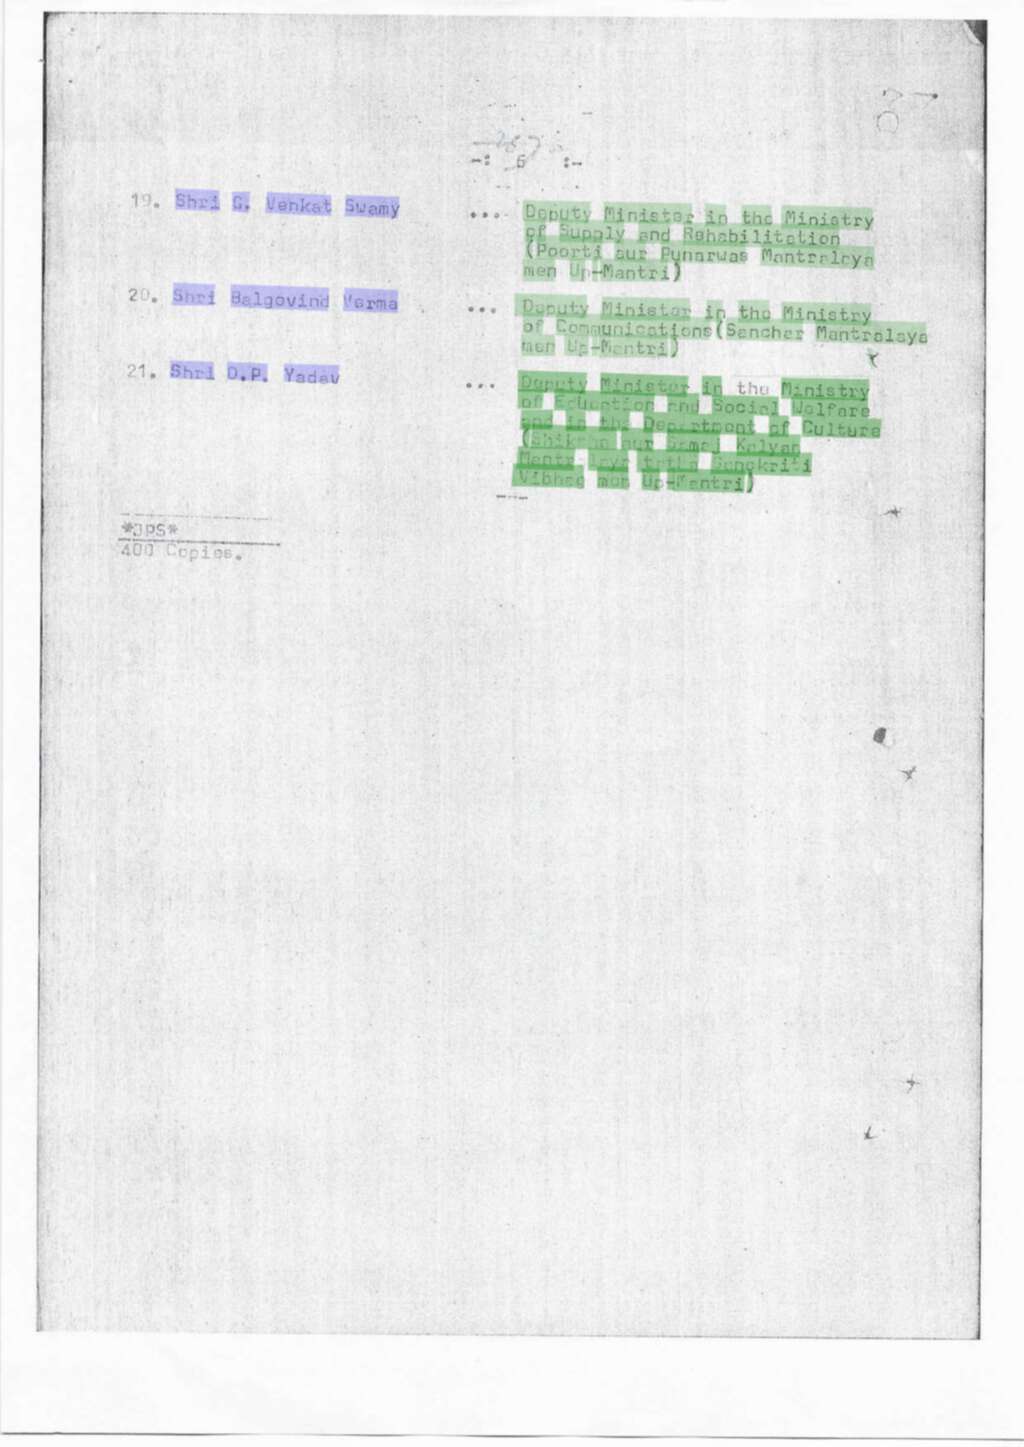 -: 6 :-
19. Shri G. Venkat Swamy ... Deputy Minister in the Ministry
of Supply and Rehabilitation
(Poorti aur Punarwas Mantralaya
men Up-Mantri)
20. Shri Balgovind Verma ... Deputy Minister in the Ministry
of Communications(Sanchar Mantralaya
men Up-Mantri)
21. Shri D.P. Yadav ... Deputy Minister in the Ministry
of Education and Social Welfare
and in the Department of Culture
(Shiksha aur Samaj Kalyan
Mantralaya tatha Sanskriti
Vibhag men Up-Mantri)
*JPS*
400 Copies.